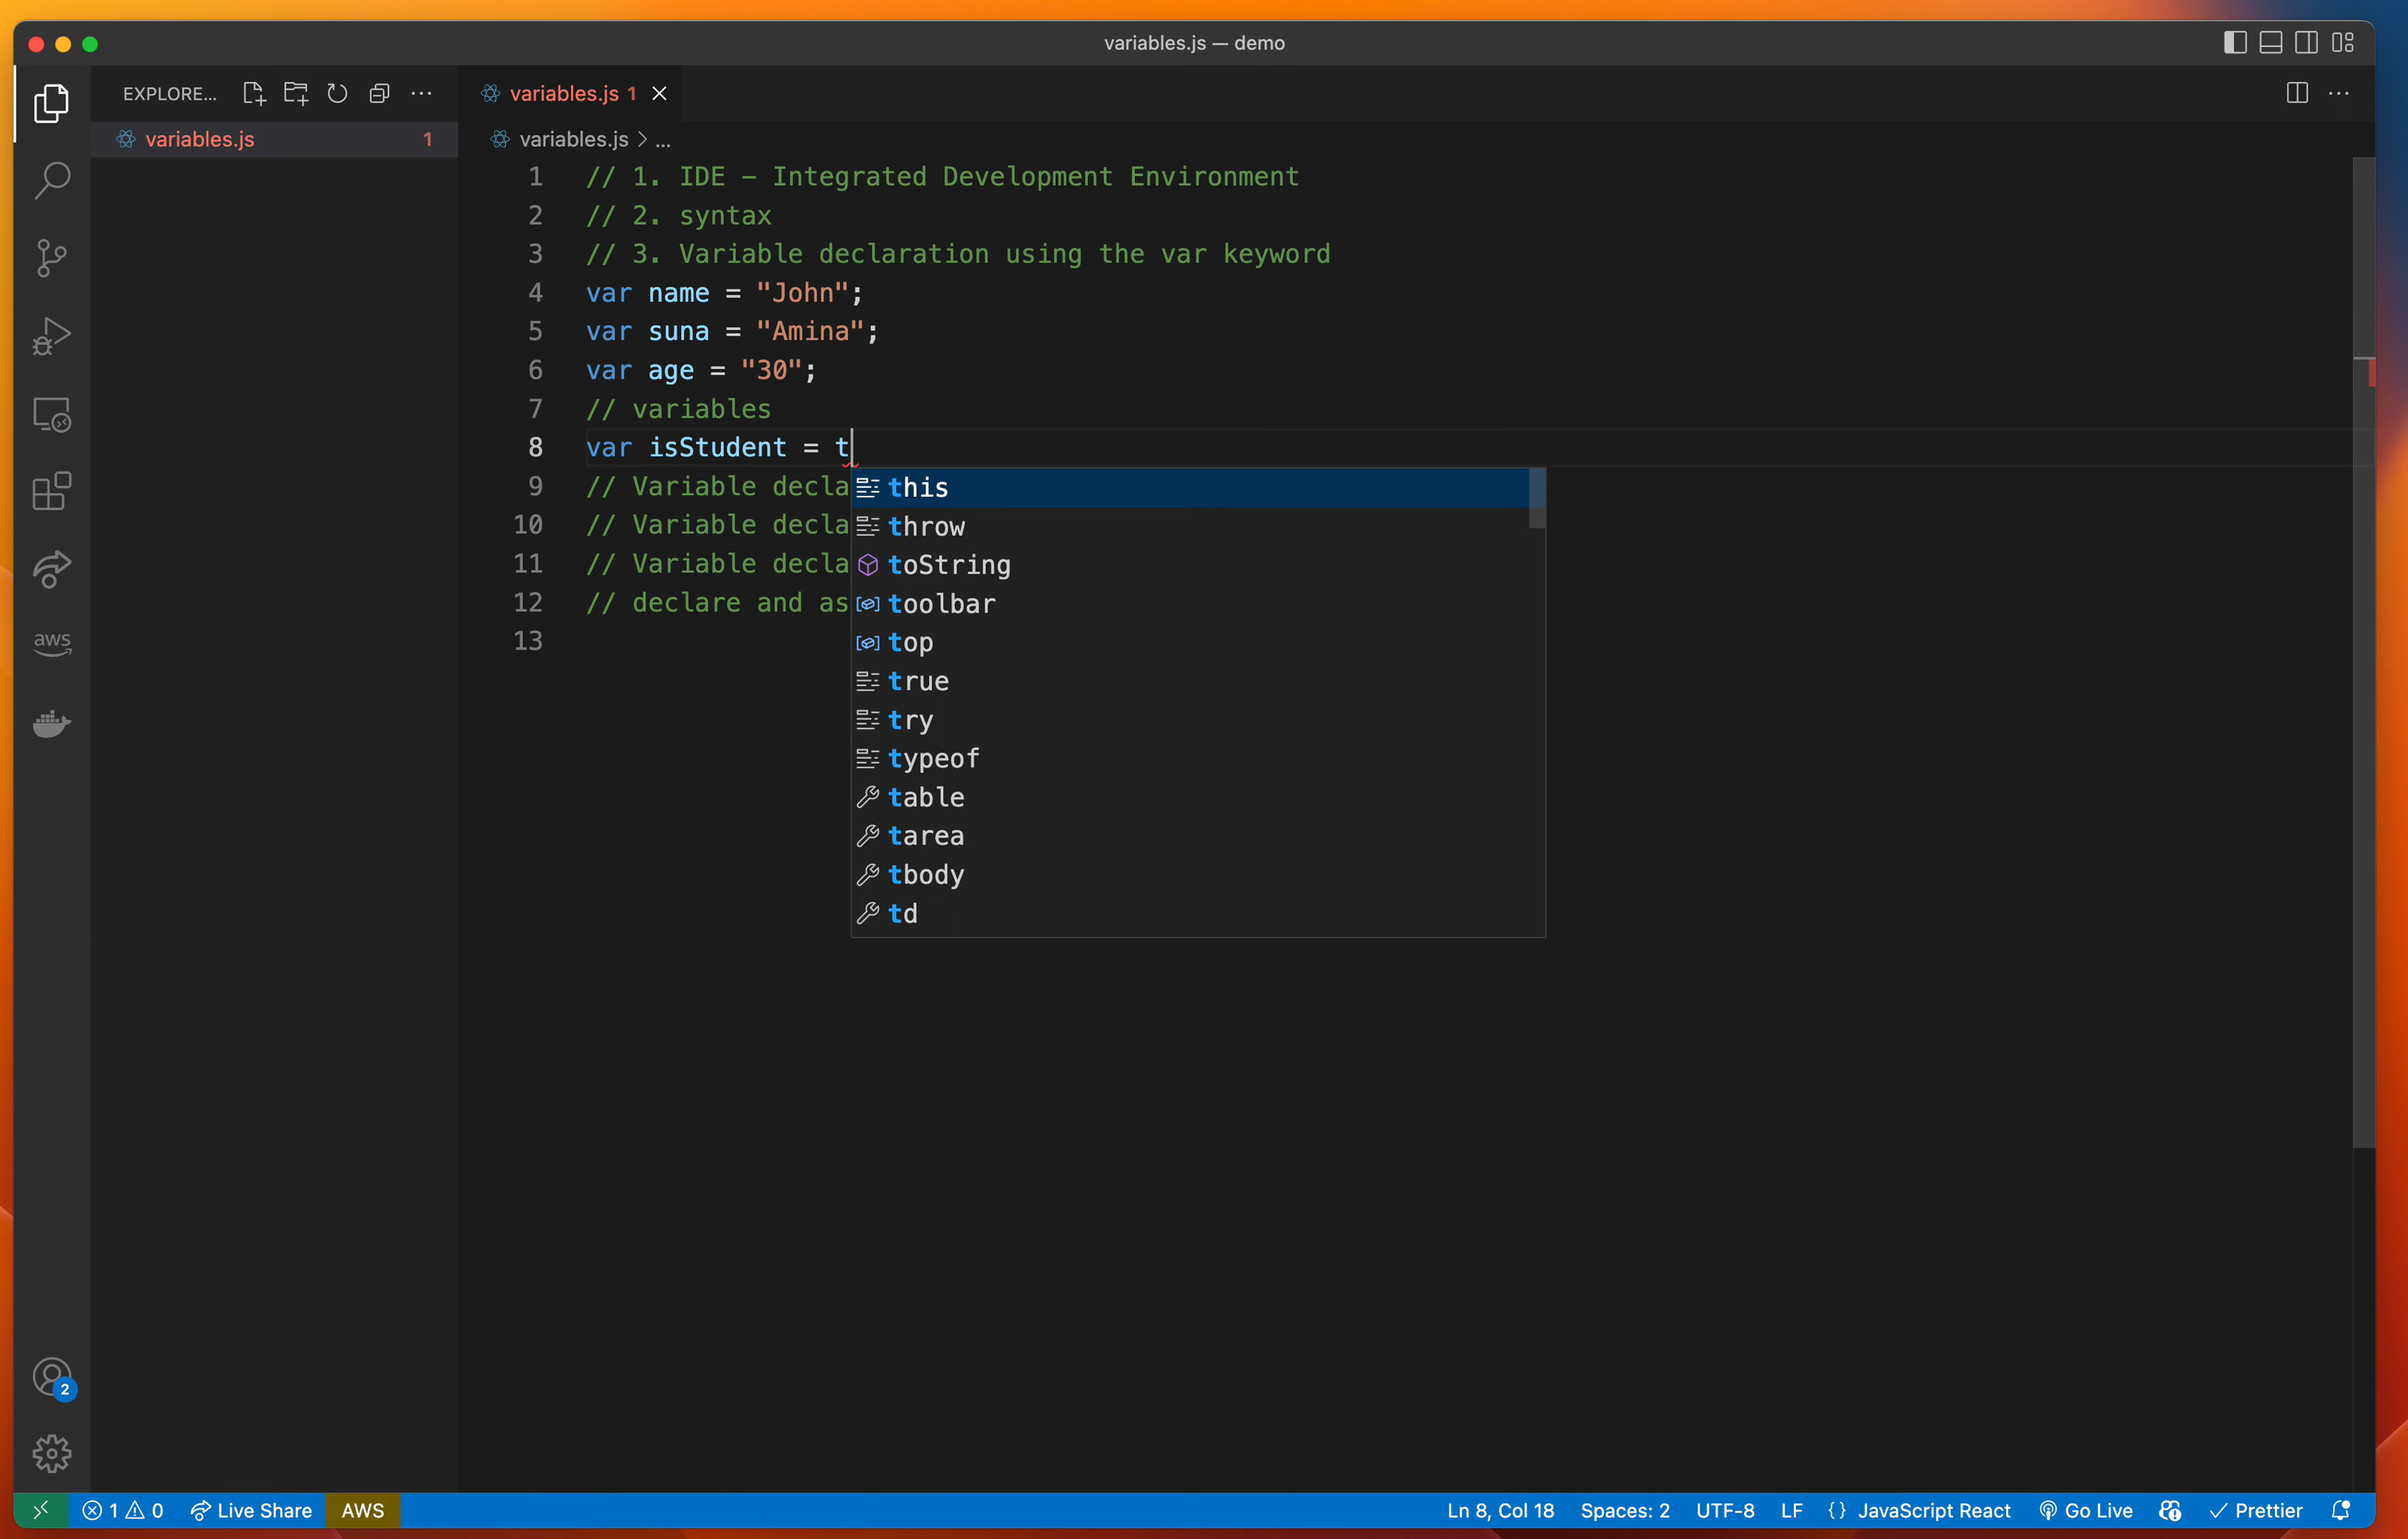 variables.js — demo
EXPLORE...
variables.js 1
variables.js 1
variables.js > ...
1 // 1. IDE - Integrated Development Environment
2 // 2. syntax
3 // 3. Variable declaration using the var keyword
4 var name = "John";
5 var suna = "Amina";
6 var age = "30";
7 // variables
8 var isStudent = t
9 // Variable decla
10 // Variable decla
11 // Variable decla
12 // declare and as
13
this
throw
toString
toolbar
top
true
try
typeof
table
tarea
tbody
td
aws
2
1 0 Live Share AWS Ln 8, Col 18 Spaces: 2 UTF-8 LF {} JavaScript React Go Live Prettier